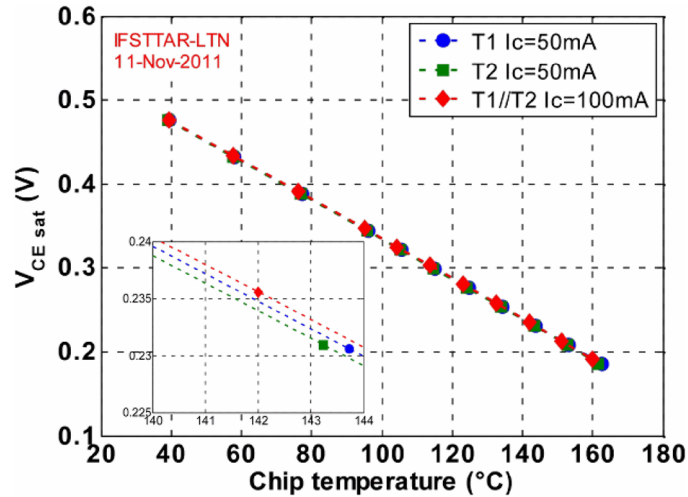 0.6
IFSTTAR-LTN
11-Nov-2011
T1 Ic=50mA
T2 Ic=50mA
T1//T2 Ic=100mA
0.5
0.4
0.3
0.2
0.1
V CE sat (V)
0.24
0.235
0.23
0.225
140 141 142 143 144
20 40 60 80 100 120 140 160 180
Chip temperature (°C)